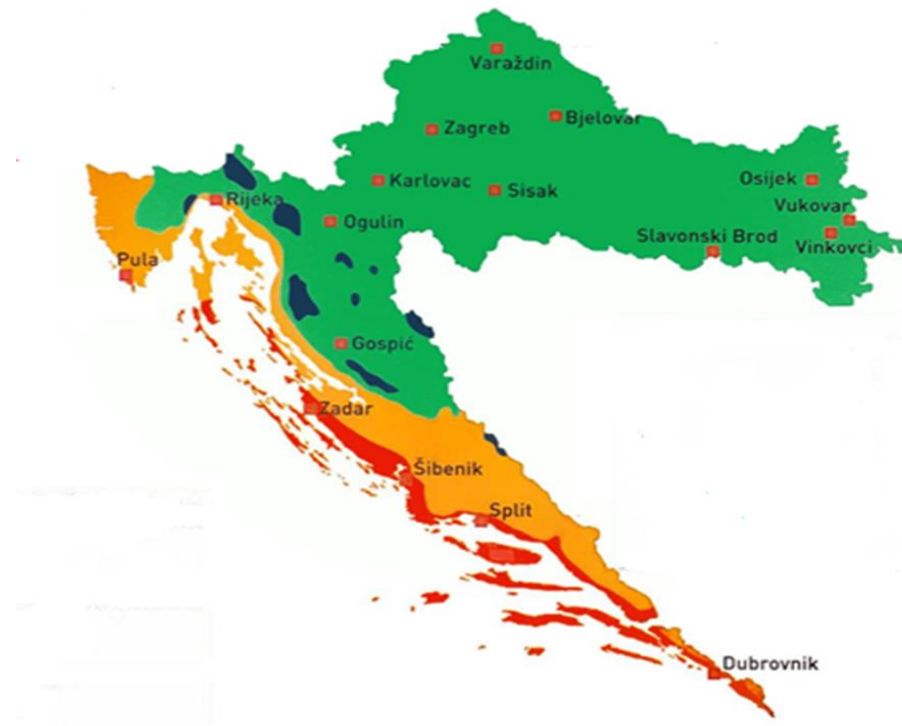 Varaždin
Bjelovar
Zagreb
Karlovac
Sisak
Osijek
Rijeka
Vukovar
Ogulin
Slavonski Brod
Vinkovci
Pula
Gospić
Zadar
Šibenik
Split
Dubrovnik